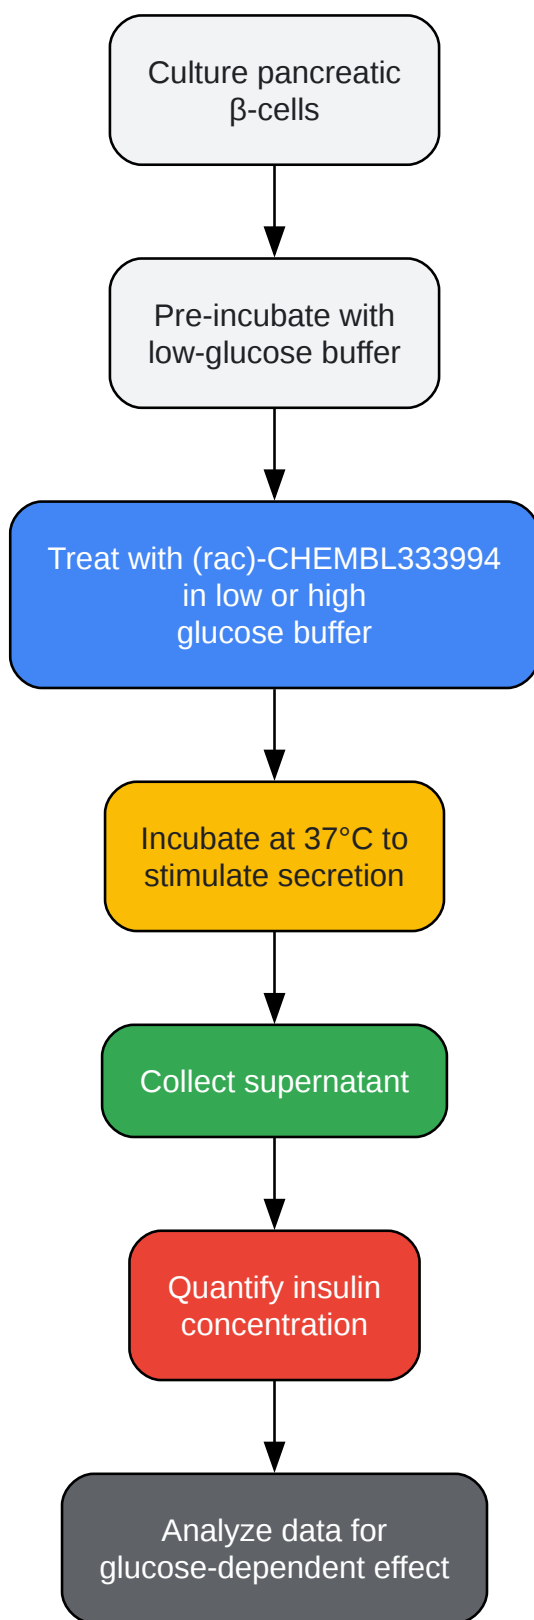 Culture pancreatic
β-cells
Pre-incubate with
low-glucose buffer
Treat with (rac)-CHEMBL333994
in low or high
glucose buffer
Incubate at 37°C to
stimulate secretion
Collect supernatant
Quantify insulin
concentration
Analyze data for
glucose-dependent effect